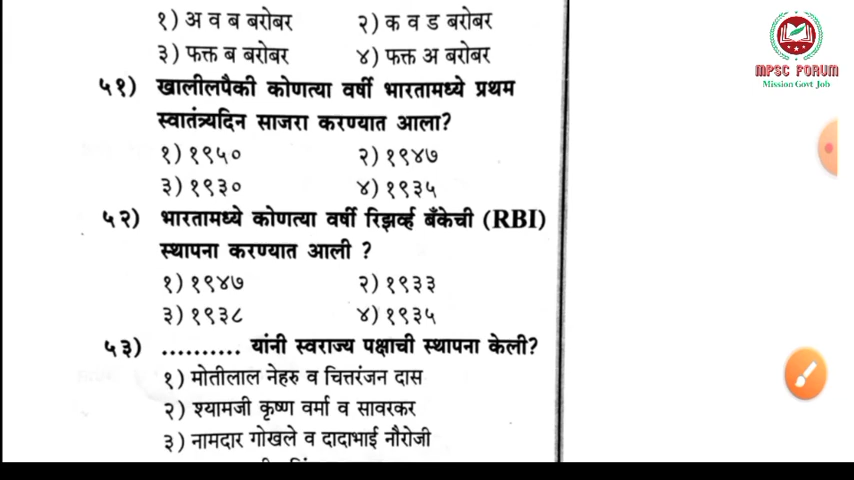 १) अ व ब बरोबर २) क व ड बरोबर
३) फक्त ब बरोबर ४) फक्त अ बरोबर
५१) खालीलपैकी कोणत्या वर्षी भारतामध्ये प्रथम
स्वातंत्र्यदिन साजरा करण्यात आला?
१) १९५० २) १९४७
३) १९३० ४) १९३५
५२) भारतामध्ये कोणत्या वर्षी रिझर्व्ह बँकेची (RBI)
स्थापना करण्यात आली ?
१) १९४७ २) १९३३
३) १९३८ ४) १९३५
५३) .......... यांनी स्वराज्य पक्षाची स्थापना केली?
१) मोतीलाल नेहरु व चित्तरंजन दास
२) श्यामजी कृष्ण वर्मा व सावरकर
३) नामदार गोखले व दादाभाई नौरोजी
MPSC FORUM
Mission Govt Job